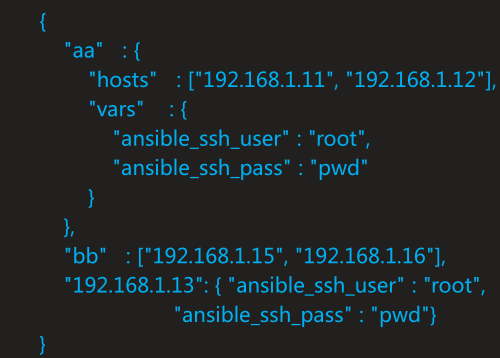 {
"aa" : {
"hosts" : ["192.168.1.11", "192.168.1.12"],
"vars" : {
"ansible_ssh_user" : "root",
"ansible_ssh_pass" : "pwd"
}
},
"bb" : ["192.168.1.15", "192.168.1.16"],
"192.168.1.13": { "ansible_ssh_user" : "root",
"ansible_ssh_pass" : "pwd"}
}